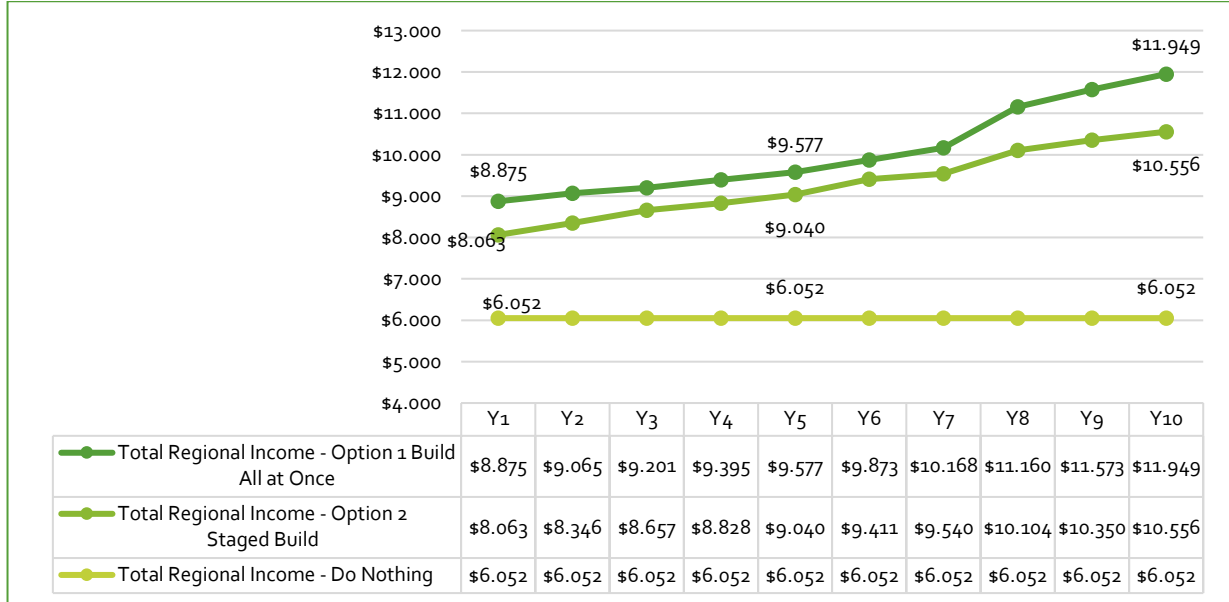 $13.000
$12.000
$11.000
$10.000
$9.000
$8.000
$7.000
$6.000
$5.000
$4.000
$11.949
$9.577
$8.875
$10.556
$9.040
$8.063
$6.052
$6.052
$6.052
Y1 Y2 Y3 Y4 Y5 Y6 Y7 Y8 Y9 Y10
Total Regional Income - Option 1 Build
All at Once
$8.875 $9.065 $9.201 $9.395 $9.577 $9.873 $10.168 $11.160 $11.573 $11.949
Total Regional Income - Option 2
Staged Build
$8.063 $8.346 $8.657 $8.828 $9.040 $9.411 $9.540 $10.104 $10.350 $10.556
Total Regional Income - Do Nothing
$6.052 $6.052 $6.052 $6.052 $6.052 $6.052 $6.052 $6.052 $6.052 $6.052